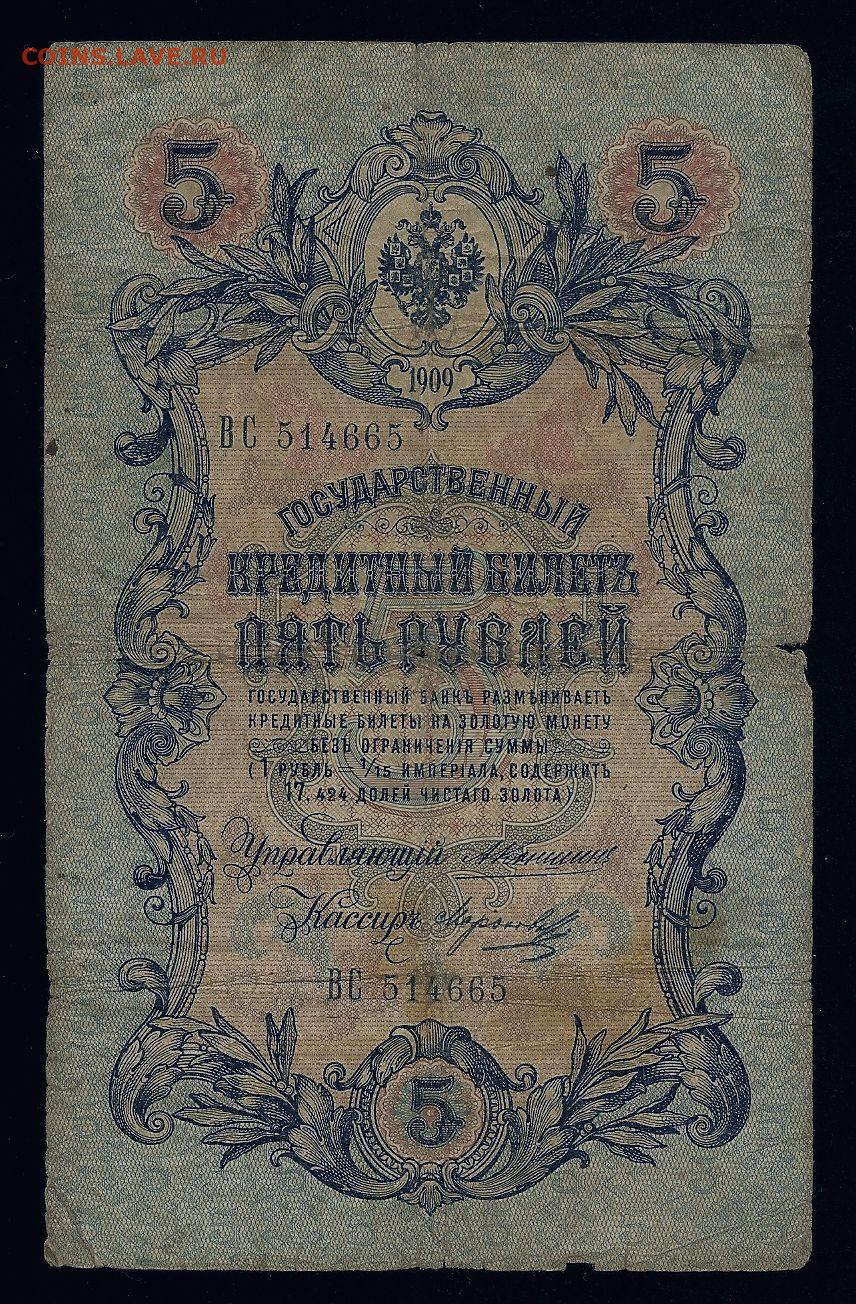 COINS.LAVE.RU
5 5
1909
ВС 514665
ГОСУДАРСТВЕННЫЙ
КРЕДИТНЫЙ БИЛЕТЪ
ПЯТЬ РУБЛЕЙ
ГОСУДАРСТВЕННЫЙ БАНКЪ РАЗМѢНИВАЕТЪ
КРЕДИТНЫЕ БИЛЕТЫ НА ЗОЛОТУЮ МОНЕТУ
БЕЗЪ ОГРАНИЧЕНІЯ СУММЫ
(1 РУБЛЬ = 1/15 ИМПЕРІАЛА, СОДЕРЖИТЪ
17,424 ДОЛЕЙ ЧИСТАГО ЗОЛОТА).
Управляющий
Кассиръ
ВС 514665
5